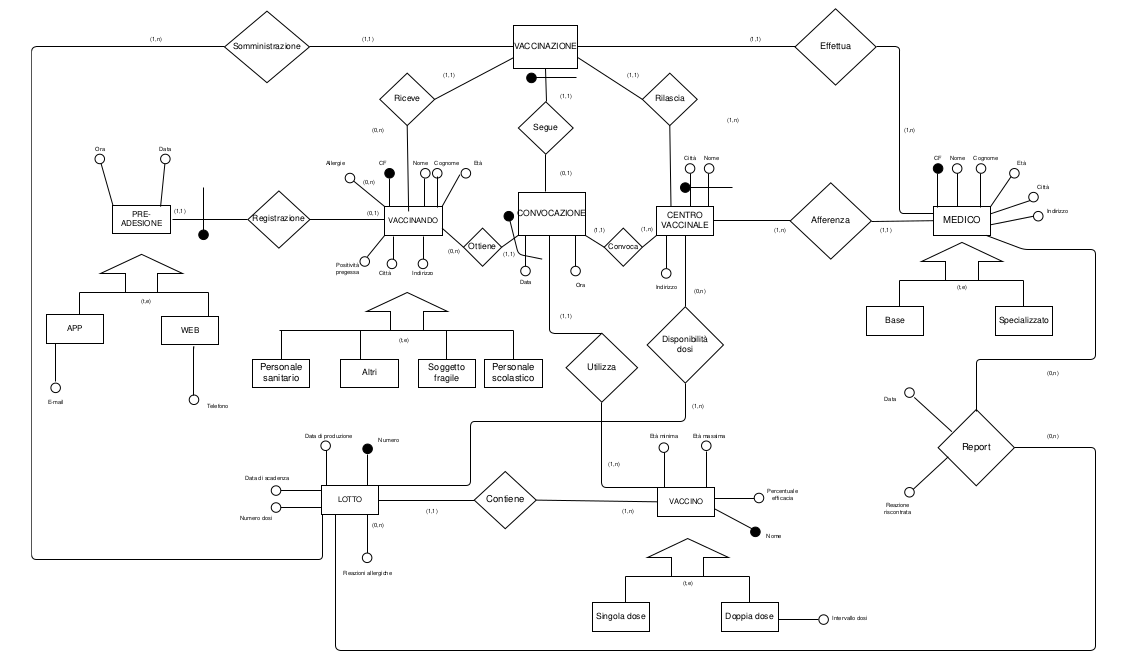 VACCINAZIONE
(1,n)
Somministrazione
(1,1)
(1,1)
Effettua
(1,1)
(1,1)
Riceve
(1,1)
Rilascia
(0,n)
Segue
(1,n)
(1,n)
Ora
Data
Allergie
CF
Nome
Cognome
Età
(0,n)
(0,1)
Città
Nome
CF
Nome
Cognome
Età
Città
Indirizzo
PRE-
ADESIONE
(1,1)
Registrazione
(0,1)
VACCINANDO
CONVOCAZIONE
CENTRO
VACCINALE
Afferenza
MEDICO
(1,n)
(1,1)
Ottiene
(0,n)
(1,1)
(1,1)
Convoca
(1,n)
Positività
pregessa
Città
Indirizzo
Data
Ora
Indirizzo
(t,e)
(t,e)
(0,n)
APP
WEB
(1,1)
Base
Specializzato
(t,e)
Disponibilità
dosi
Personale
sanitario
Altri
Soggetto
fragile
Personale
scolastico
Utilizza
(0,n)
E-mail
Telefono
(1,n)
Data
Data di produzione
Numero
Età minima
Età massima
Report
(0,n)
Data di scadenza
(1,n)
LOTTO
Contiene
VACCINO
Percentuale
efficacia
Numero dosi
(1,1)
(1,n)
(0,n)
Nome
Reazione
riscontrata
Reazioni allergiche
(t,e)
Singola dose
Doppia dose
Intervallo dosi